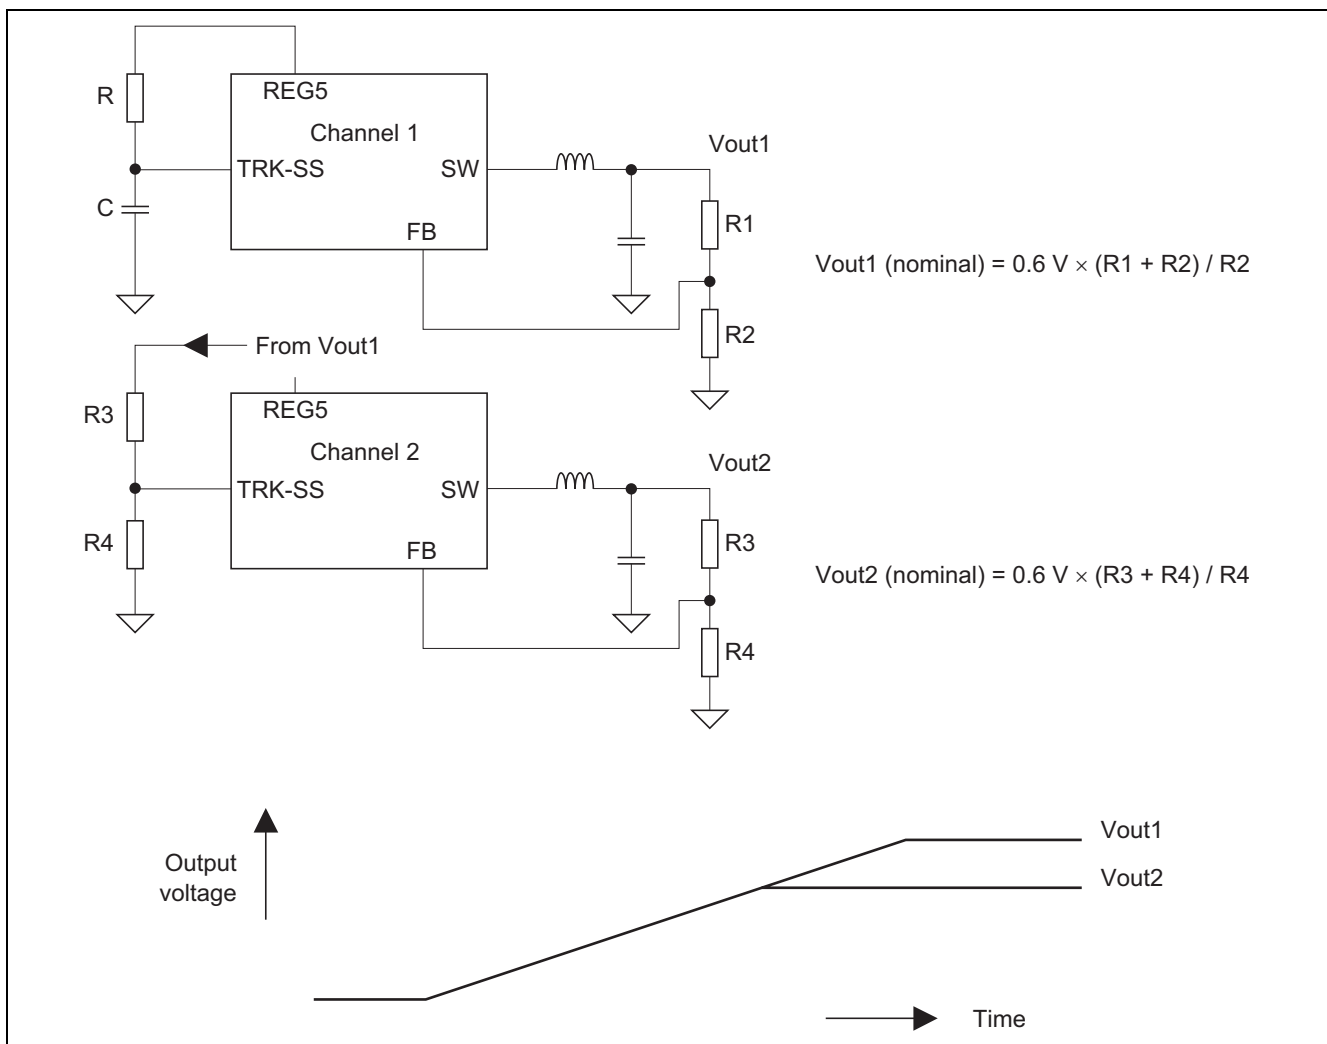 REG5
R
Channel 1
Vout1
TRK-SS
SW
C
R1
FB
Vout1 (nominal) = 0.6 V × (R1 + R2) / R2
R2
From Vout1
REG5
R3
Channel 2
Vout2
TRK-SS
SW
R4
R3
FB
Vout2 (nominal) = 0.6 V × (R3 + R4) / R4
R4
Vout1
Output
voltage
Vout2
Time